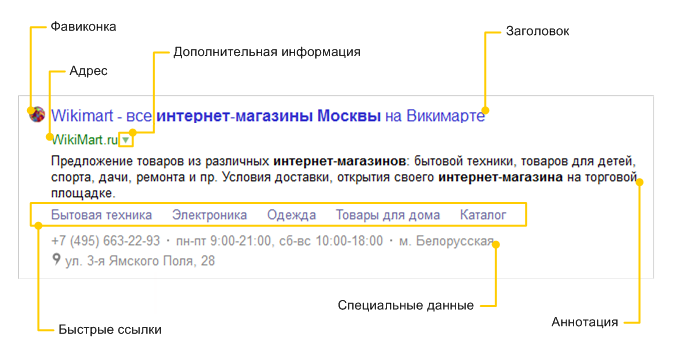 Фавиконка
Заголовок
Дополнительная информация
Адрес
Wikimart - все интернет-магазины Москвы на Викимарте
WikiMart.ru
Предложение товаров из различных интернет-магазинов: бытовой техники, товаров для детей,
спорта, дачи, ремонта и пр. Условия доставки, открытия своего интернет-магазина на торговой
площадке.
Бытовая техника Электроника Одежда Товары для дома Каталог
+7 (495) 663-22-93 · пн-пт 9:00-21:00, сб-вс 10:00-18:00 · м. Белорусская
ул. 3-я Ямского Поля, 28
Специальные данные
Аннотация
Быстрые ссылки